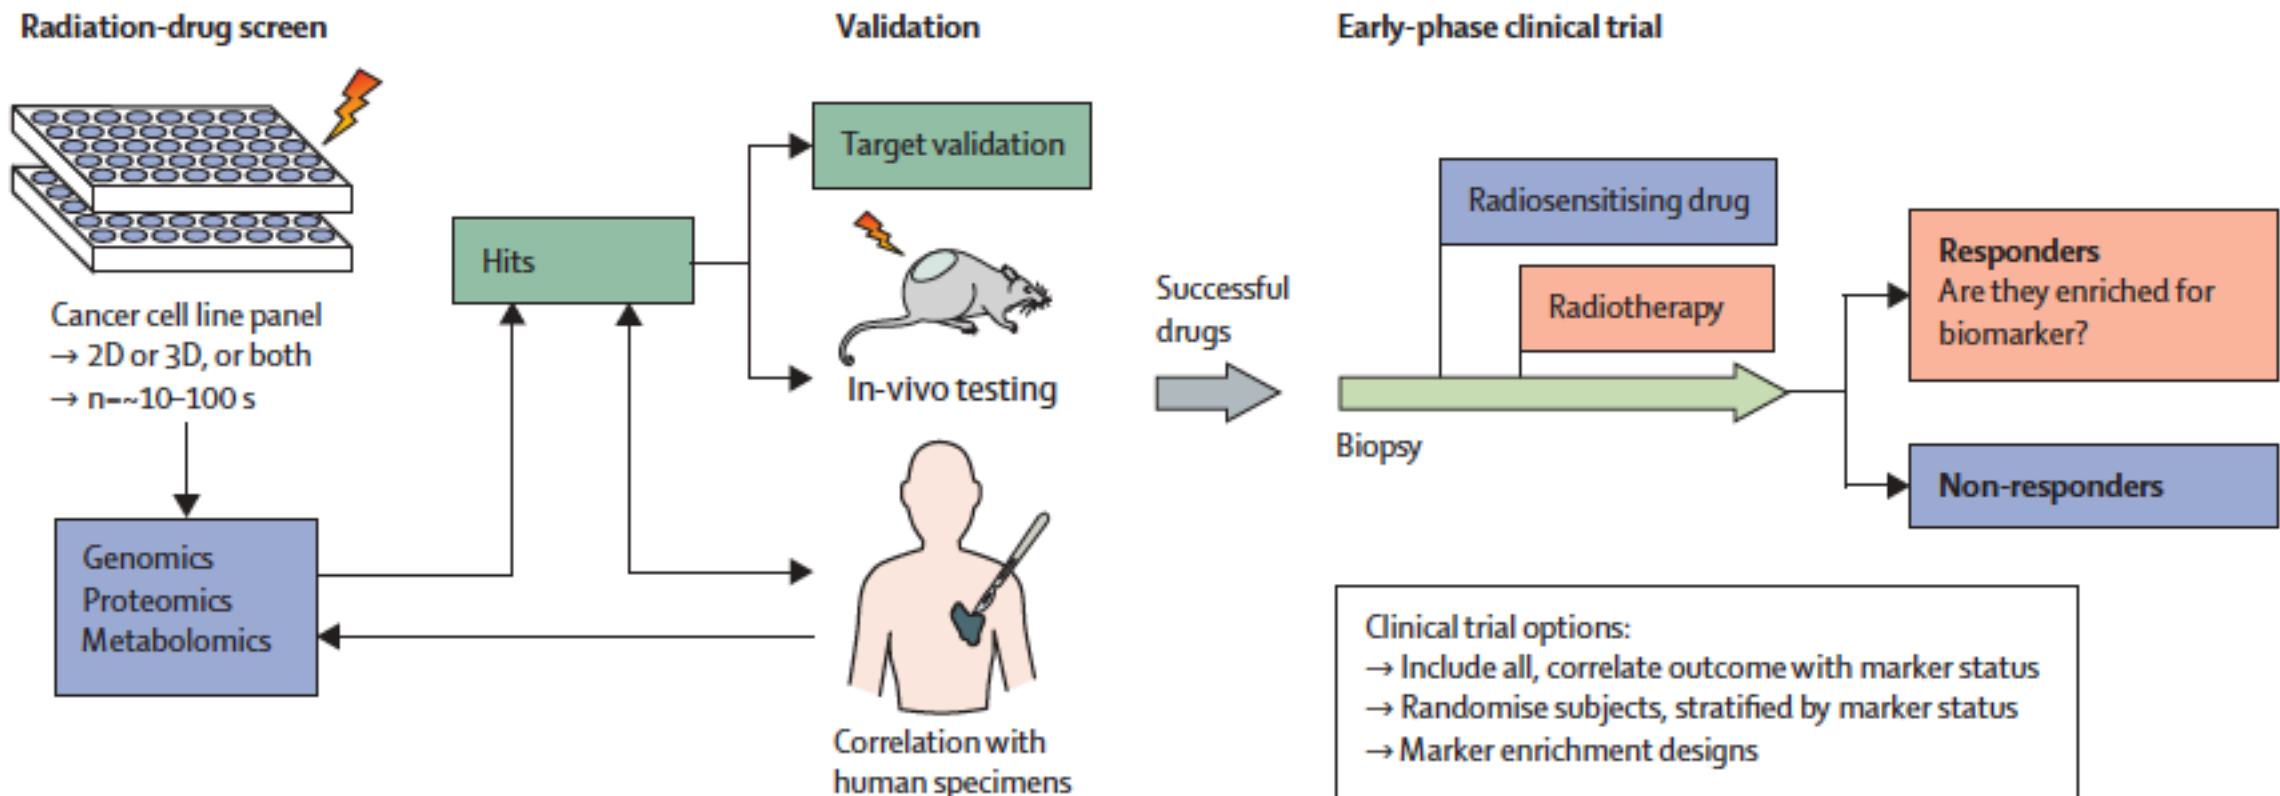 Radiation-drug screen
Cancer cell line panel
→ 2D or 3D, or both
→ n=~10–100 s
Genomics
Proteomics
Metabolomics
Hits
Validation
Target validation
In-vivo testing
Correlation with
human specimens
Successful
drugs
Early-phase clinical trial
Radiosensitising drug
Radiotherapy
Biopsy
Responders
Are they enriched for
biomarker?
Non-responders
Clinical trial options:
→ Include all, correlate outcome with marker status
→ Randomise subjects, stratified by marker status
→ Marker enrichment designs